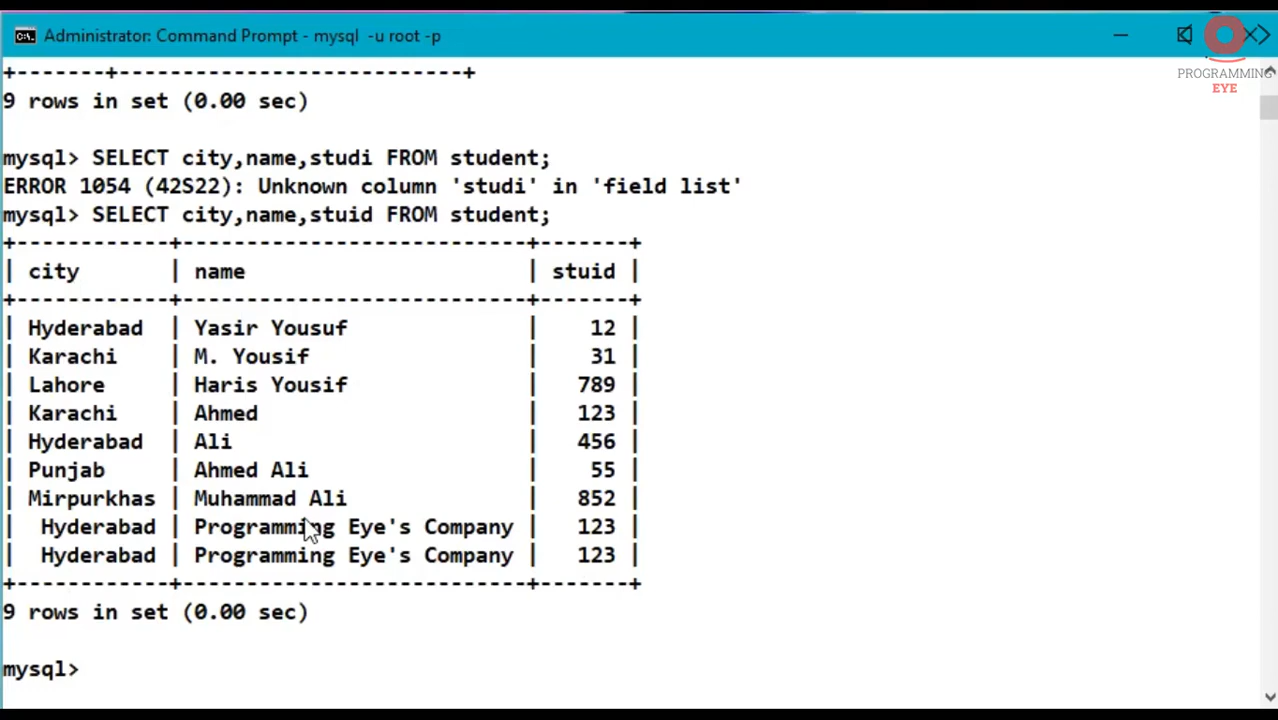 Administrator: Command Prompt - mysql  -u root -p
PROGRAMMING
EYE
+-------+---------------------------+
9 rows in set (0.00 sec)
mysql> SELECT city,name,studi FROM student;
ERROR 1054 (42S22): Unknown column 'studi' in 'field list'
mysql> SELECT city,name,stuid FROM student;
+------------+---------------------------+-------+
| city       | name                      | stuid |
+------------+---------------------------+-------+
| Hyderabad  | Yasir Yousuf              |    12 |
| Karachi    | M. Yousif                 |    31 |
| Lahore     | Haris Yousif              |   789 |
| Karachi    | Ahmed                     |   123 |
| Hyderabad  | Ali                       |   456 |
| Punjab     | Ahmed Ali                 |    55 |
| Mirpurkhas | Muhammad Ali              |   852 |
|  Hyderabad | Programming Eye's Company |   123 |
|  Hyderabad | Programming Eye's Company |   123 |
+------------+---------------------------+-------+
9 rows in set (0.00 sec)
mysql>